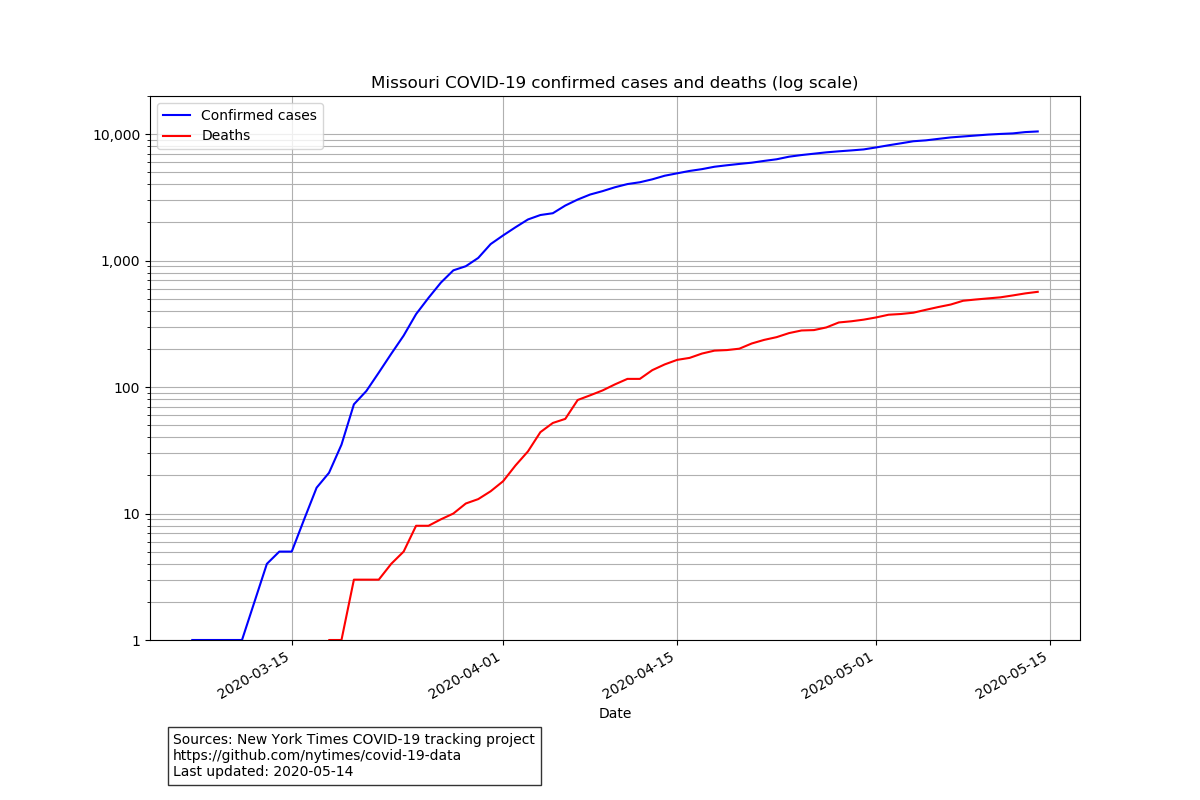 Missouri COVID-19 confirmed cases and deaths (log scale)
Confirmed cases
Deaths
10,000
1,000
100
10
1
2020-03-15
2020-04-01
2020-04-15
2020-05-01
2020-05-15
Date
Sources: New York Times COVID-19 tracking project
https://github.com/nytimes/covid-19-data
Last updated: 2020-05-14